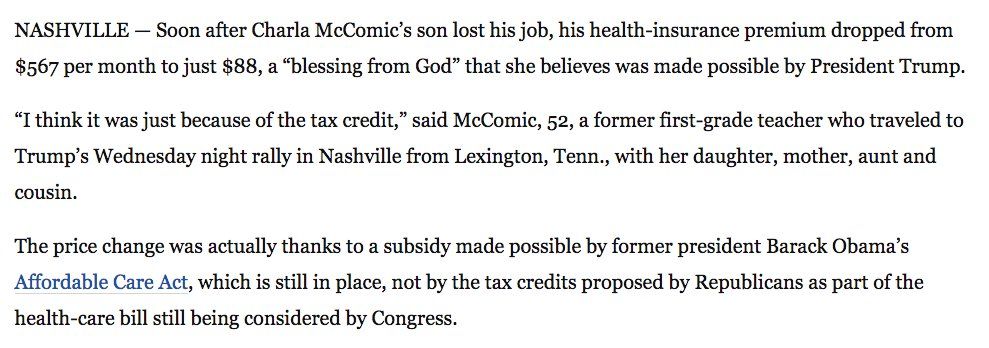 NASHVILLE — Soon after Charla McComic’s son lost his job, his health-insurance premium dropped from
$567 per month to just $88, a “blessing from God” that she believes was made possible by President Trump.
“I think it was just because of the tax credit,” said McComic, 52, a former first-grade teacher who traveled to
Trump’s Wednesday night rally in Nashville from Lexington, Tenn., with her daughter, mother, aunt and
cousin.
The price change was actually thanks to a subsidy made possible by former president Barack Obama’s
Affordable Care Act, which is still in place, not by the tax credits proposed by Republicans as part of the
health-care bill still being considered by Congress.